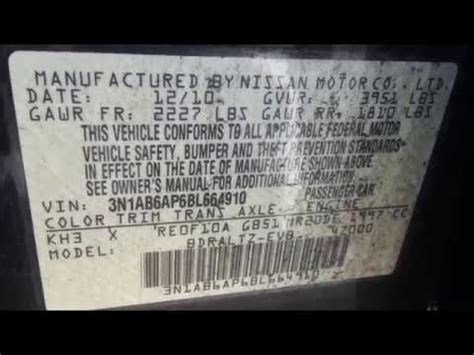 MANUFACTURED BY NISSAN MOTOR CO., LTD.
DATE: 12/10 GVWR: 3951 LBS
GAWR FR: 2227 LBS GAWR RR: 1810 LBS
THIS VEHICLE CONFORMS TO ALL APPLICABLE FEDERAL MOTOR
VEHICLE SAFETY, BUMPER AND THEFT PREVENTION STANDARDS
IN EFFECT ON THE DATE OF MANUFACTURE SHOWN ABOVE.
SEE OWNER'S MANUAL FOR ADDITIONAL INFORMATION
VIN: 3N1AB6AP6BL664910 PASSENGER CAR
COLOR TRIM TRANS AXLE ENGINE
KH3 X RE0F10A GB51 MR20DE 1997 CC
BDRALTZ-EVB 42000
3N1AB6AP6BL664910